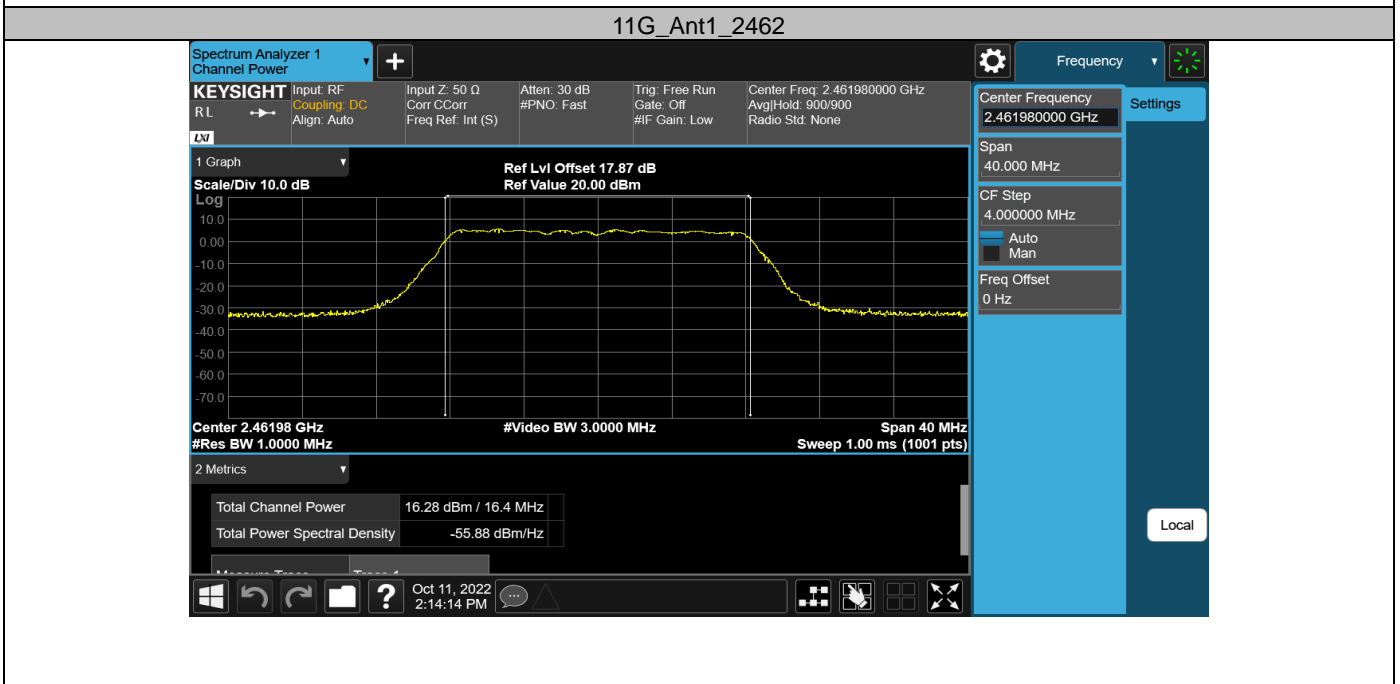 11G_Ant1_2462
Spectrum Analyzer 1
Channel Power
Frequency
KEYSIGHT
R L
LXI
Input: RF
Coupling: DC
Align: Auto
Input Z: 50 Ω
Corr CCorr
Freq Ref: Int (S)
Atten: 30 dB
#PNO: Fast
Trig: Free Run
Gate: Off
#IF Gain: Low
Center Freq: 2.461980000 GHz
Avg|Hold: 900/900
Radio Std: None
Center Frequency
2.461980000 GHz
Settings
Span
40.000 MHz
CF Step
4.000000 MHz
Auto
Man
Freq Offset
0 Hz
1 Graph
Scale/Div 10.0 dB
Ref Lvl Offset 17.87 dB
Ref Value 20.00 dBm
Log
10.0
0.00
-10.0
-20.0
-30.0
-40.0
-50.0
-60.0
-70.0
Center 2.46198 GHz
#Video BW 3.0000 MHz
Span 40 MHz
#Res BW 1.0000 MHz
Sweep 1.00 ms (1001 pts)
2 Metrics
Total Channel Power 16.28 dBm / 16.4 MHz
Total Power Spectral Density -55.88 dBm/Hz
Measure Trace Trace 1
Local
?
Oct 11, 2022
2:14:14 PM